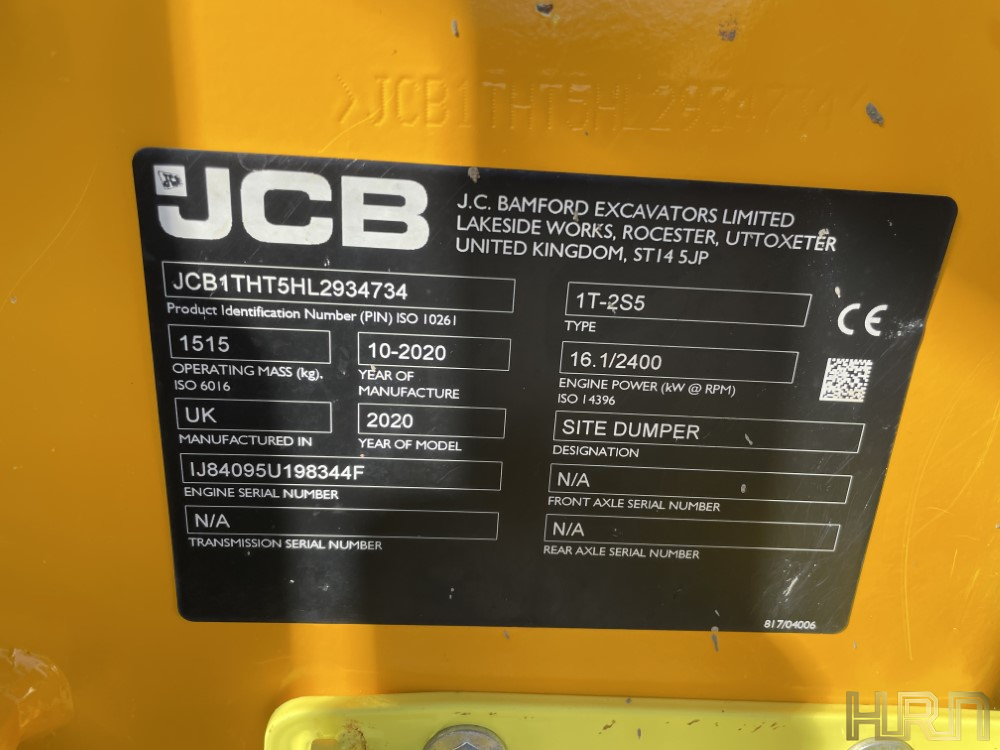 >JCB1THT5HL2934734<
JCB
J.C. BAMFORD EXCAVATORS LIMITED
LAKESIDE WORKS, ROCESTER, UTTOXETER
UNITED KINGDOM, ST14 5JP
JCB1THT5HL2934734
Product Identification Number (PIN) ISO 10261
1T-2S5
TYPE
CE
1515
OPERATING MASS (kg).
ISO 6016
10-2020
YEAR OF
MANUFACTURE
16.1/2400
ENGINE POWER (kW @ RPM)
ISO 14396
UK
MANUFACTURED IN
2020
YEAR OF MODEL
SITE DUMPER
DESIGNATION
IJ84095U198344F
ENGINE SERIAL NUMBER
N/A
FRONT AXLE SERIAL NUMBER
N/A
TRANSMISSION SERIAL NUMBER
N/A
REAR AXLE SERIAL NUMBER
817/04006
HRN